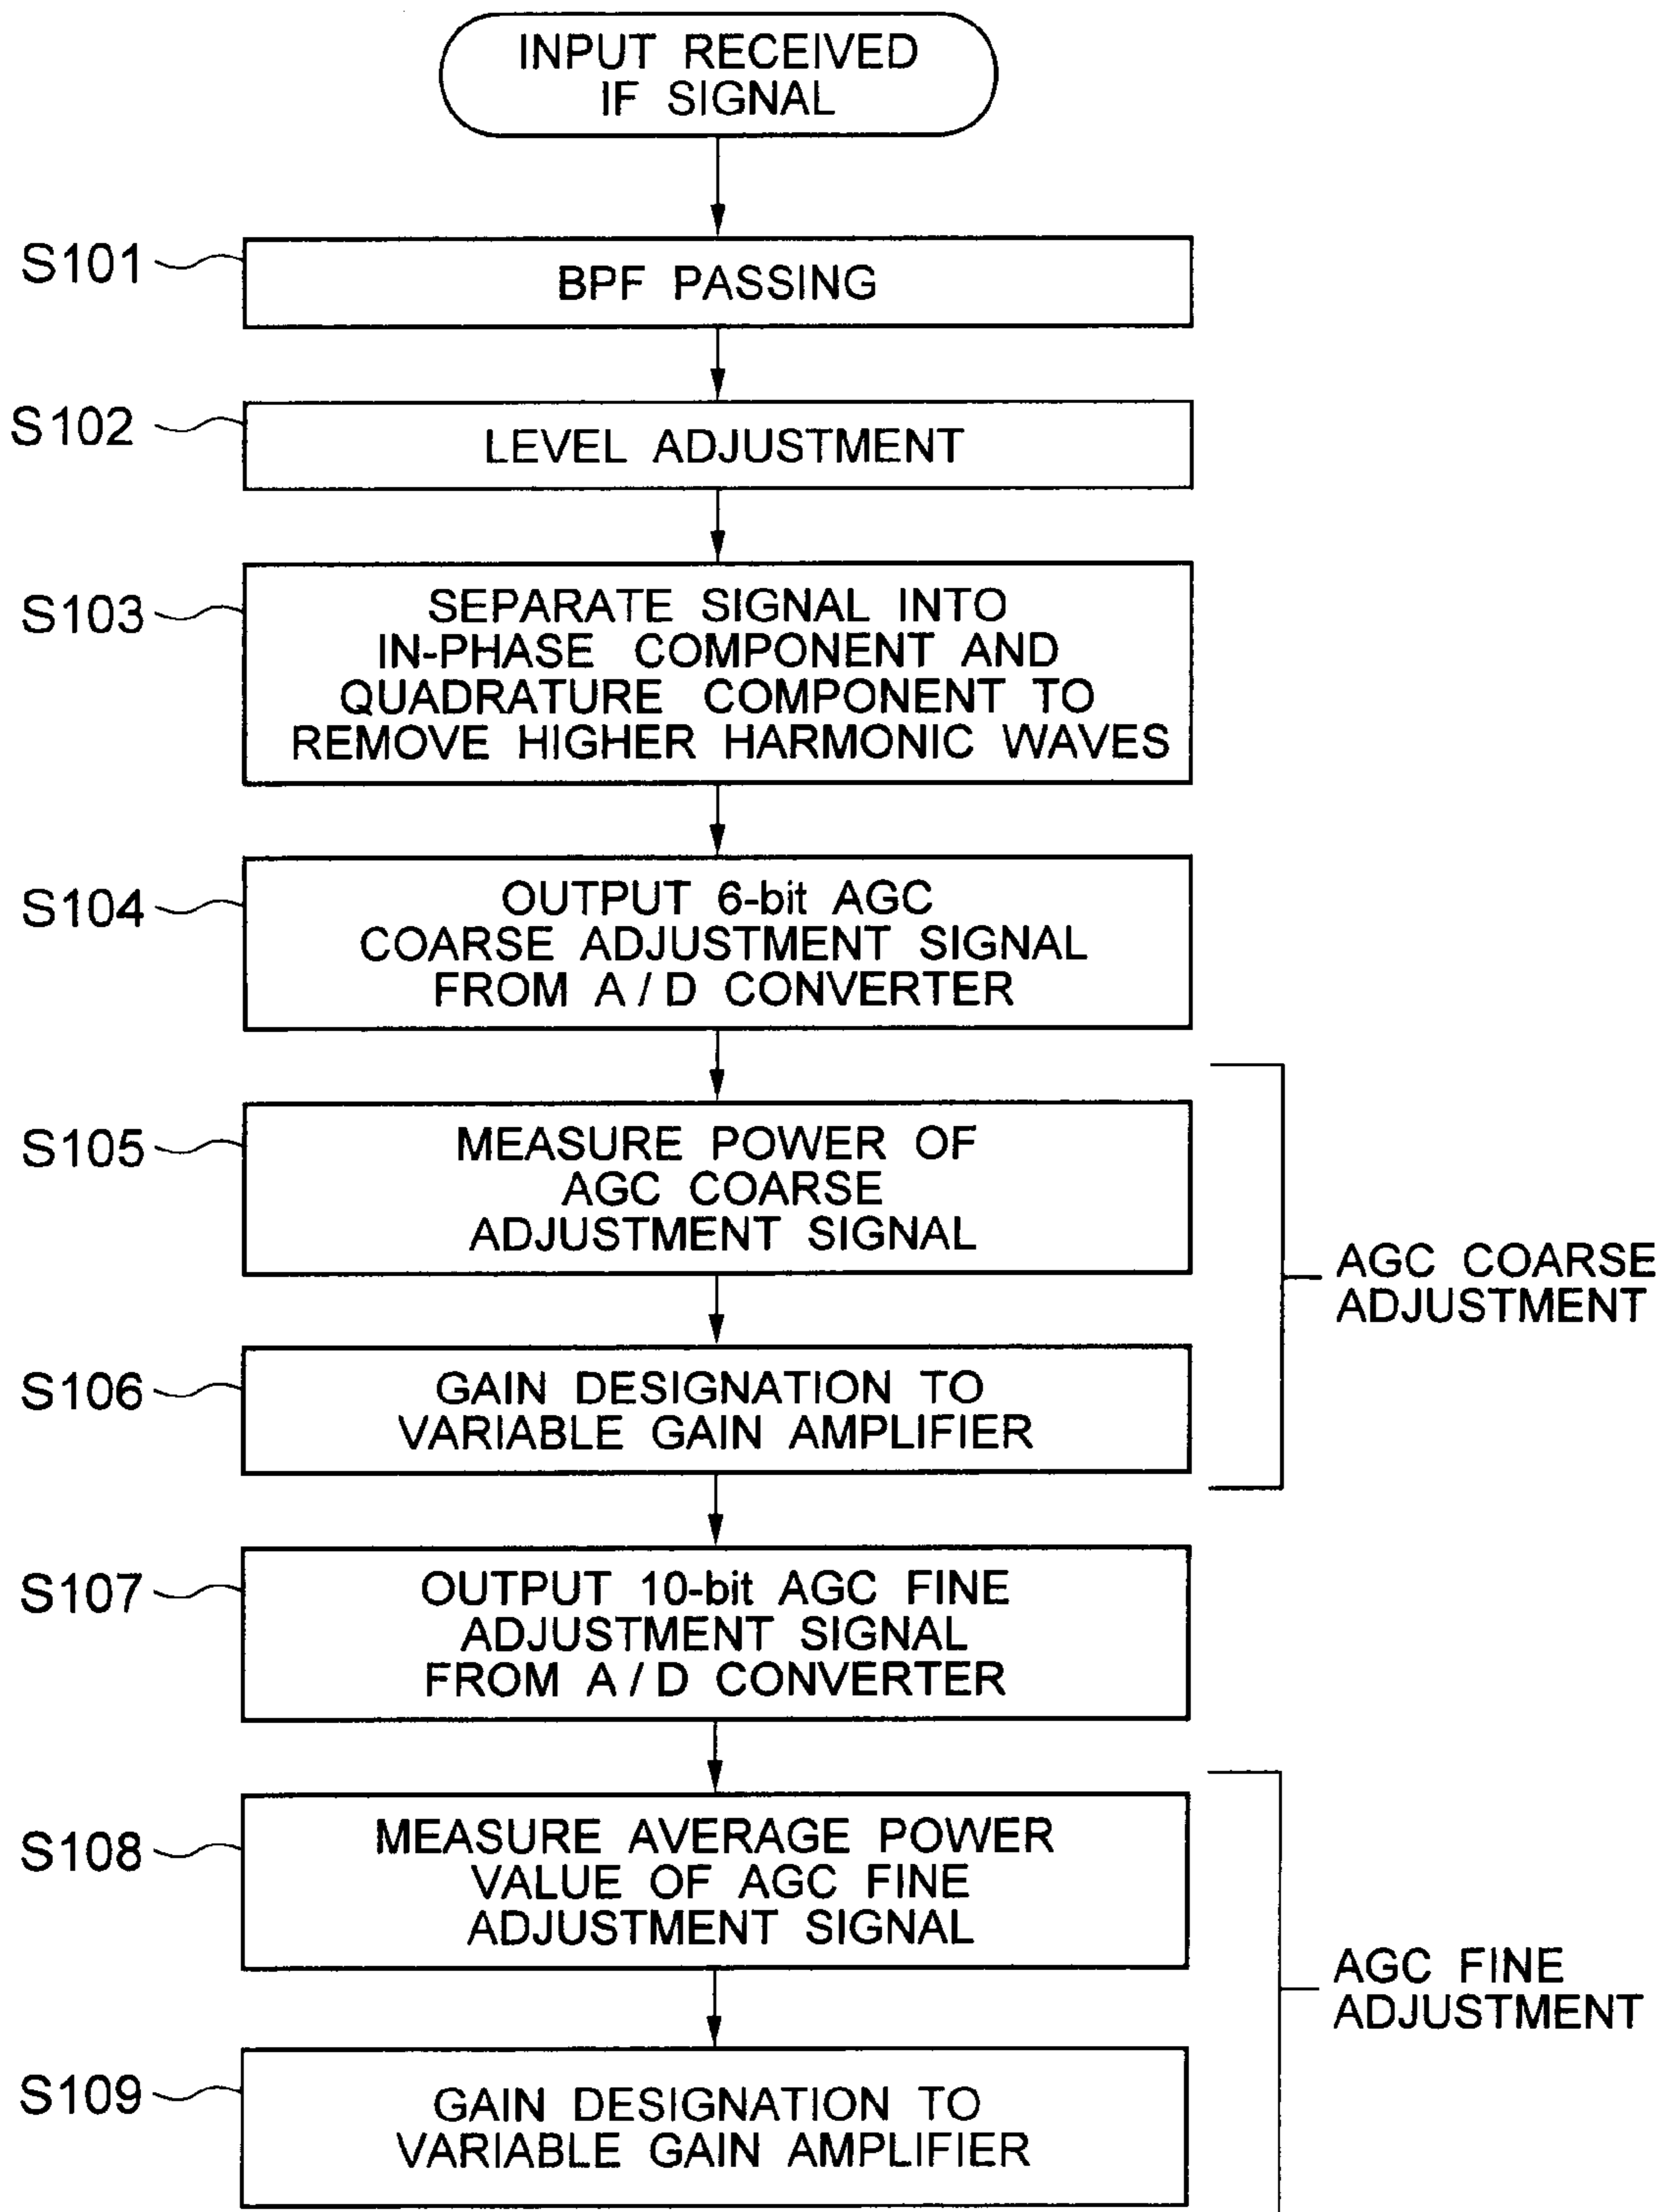 INPUT RECEIVED
IF SIGNAL
S101
BPF PASSING
S102
LEVEL ADJUSTMENT
S103
SEPARATE SIGNAL INTO
IN-PHASE COMPONENT AND
QUADRATURE COMPONENT TO
REMOVE HIGHER HARMONIC WAVES
S104
OUTPUT 6-bit AGC
COARSE ADJUSTMENT SIGNAL
FROM A/D CONVERTER
S105
MEASURE POWER OF
AGC COARSE
ADJUSTMENT SIGNAL
AGC COARSE
ADJUSTMENT
S106
GAIN DESIGNATION TO
VARIABLE GAIN AMPLIFIER
S107
OUTPUT 10-bit AGC FINE
ADJUSTMENT SIGNAL
FROM A/D CONVERTER
S108
MEASURE AVERAGE POWER
VALUE OF AGC FINE
ADJUSTMENT SIGNAL
AGC FINE
ADJUSTMENT
S109
GAIN DESIGNATION TO
VARIABLE GAIN AMPLIFIER